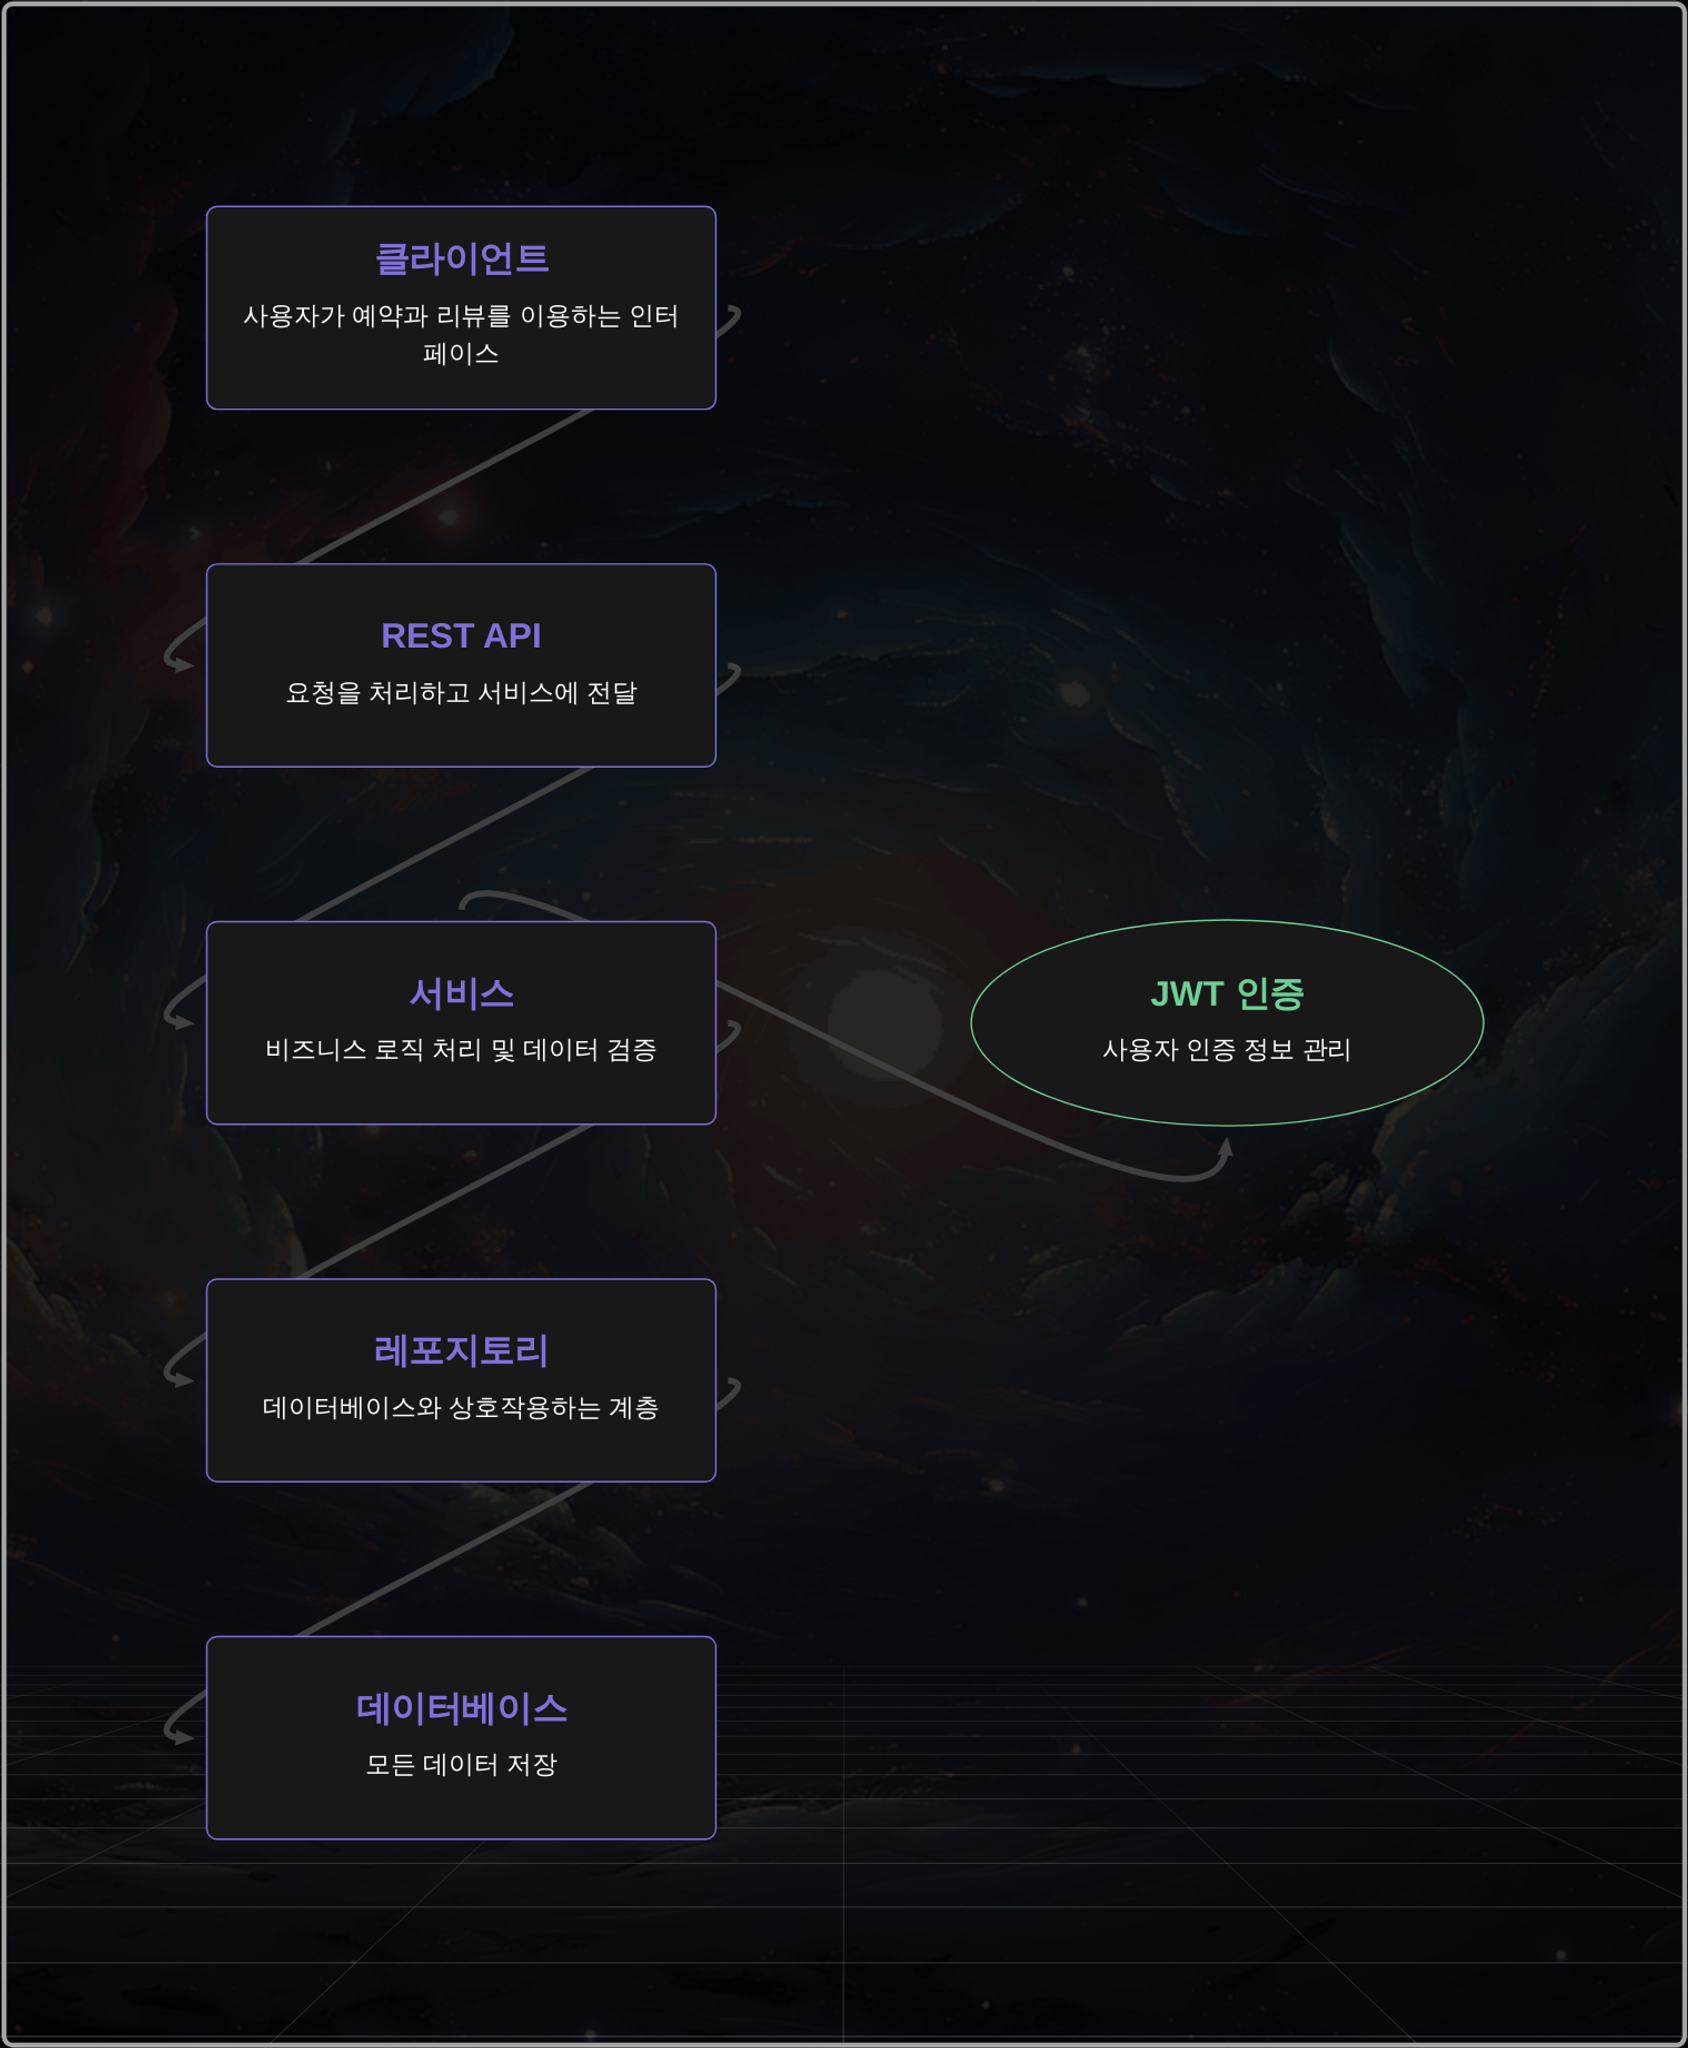 클라이언트
사용자가 예약과 리뷰를 이용하는 인터
페이스
REST API
요청을 처리하고 서비스에 전달
서비스
비즈니스 로직 처리 및 데이터 검증
JWT 인증
사용자 인증 정보 관리
레포지토리
데이터베이스와 상호작용하는 계층
데이터베이스
모든 데이터 저장